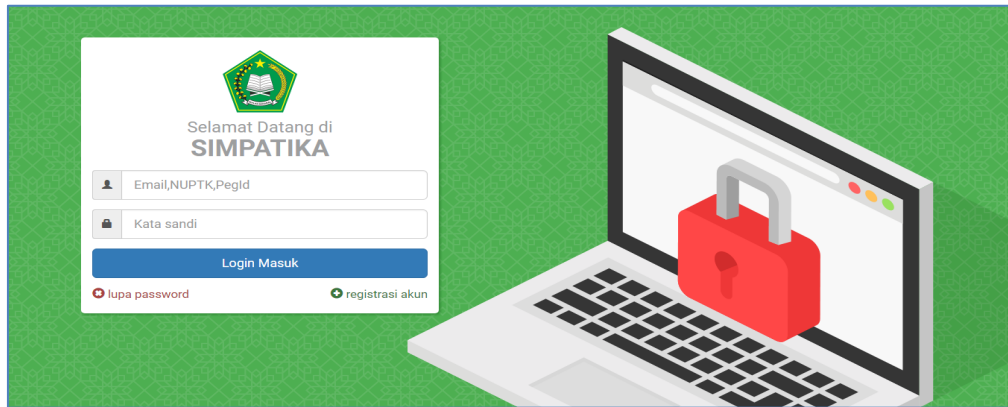 Selamat Datang di
SIMPATIKA
Email,NUPTK,PegId
Kata sandi
Login Masuk
lupa password
registrasi akun